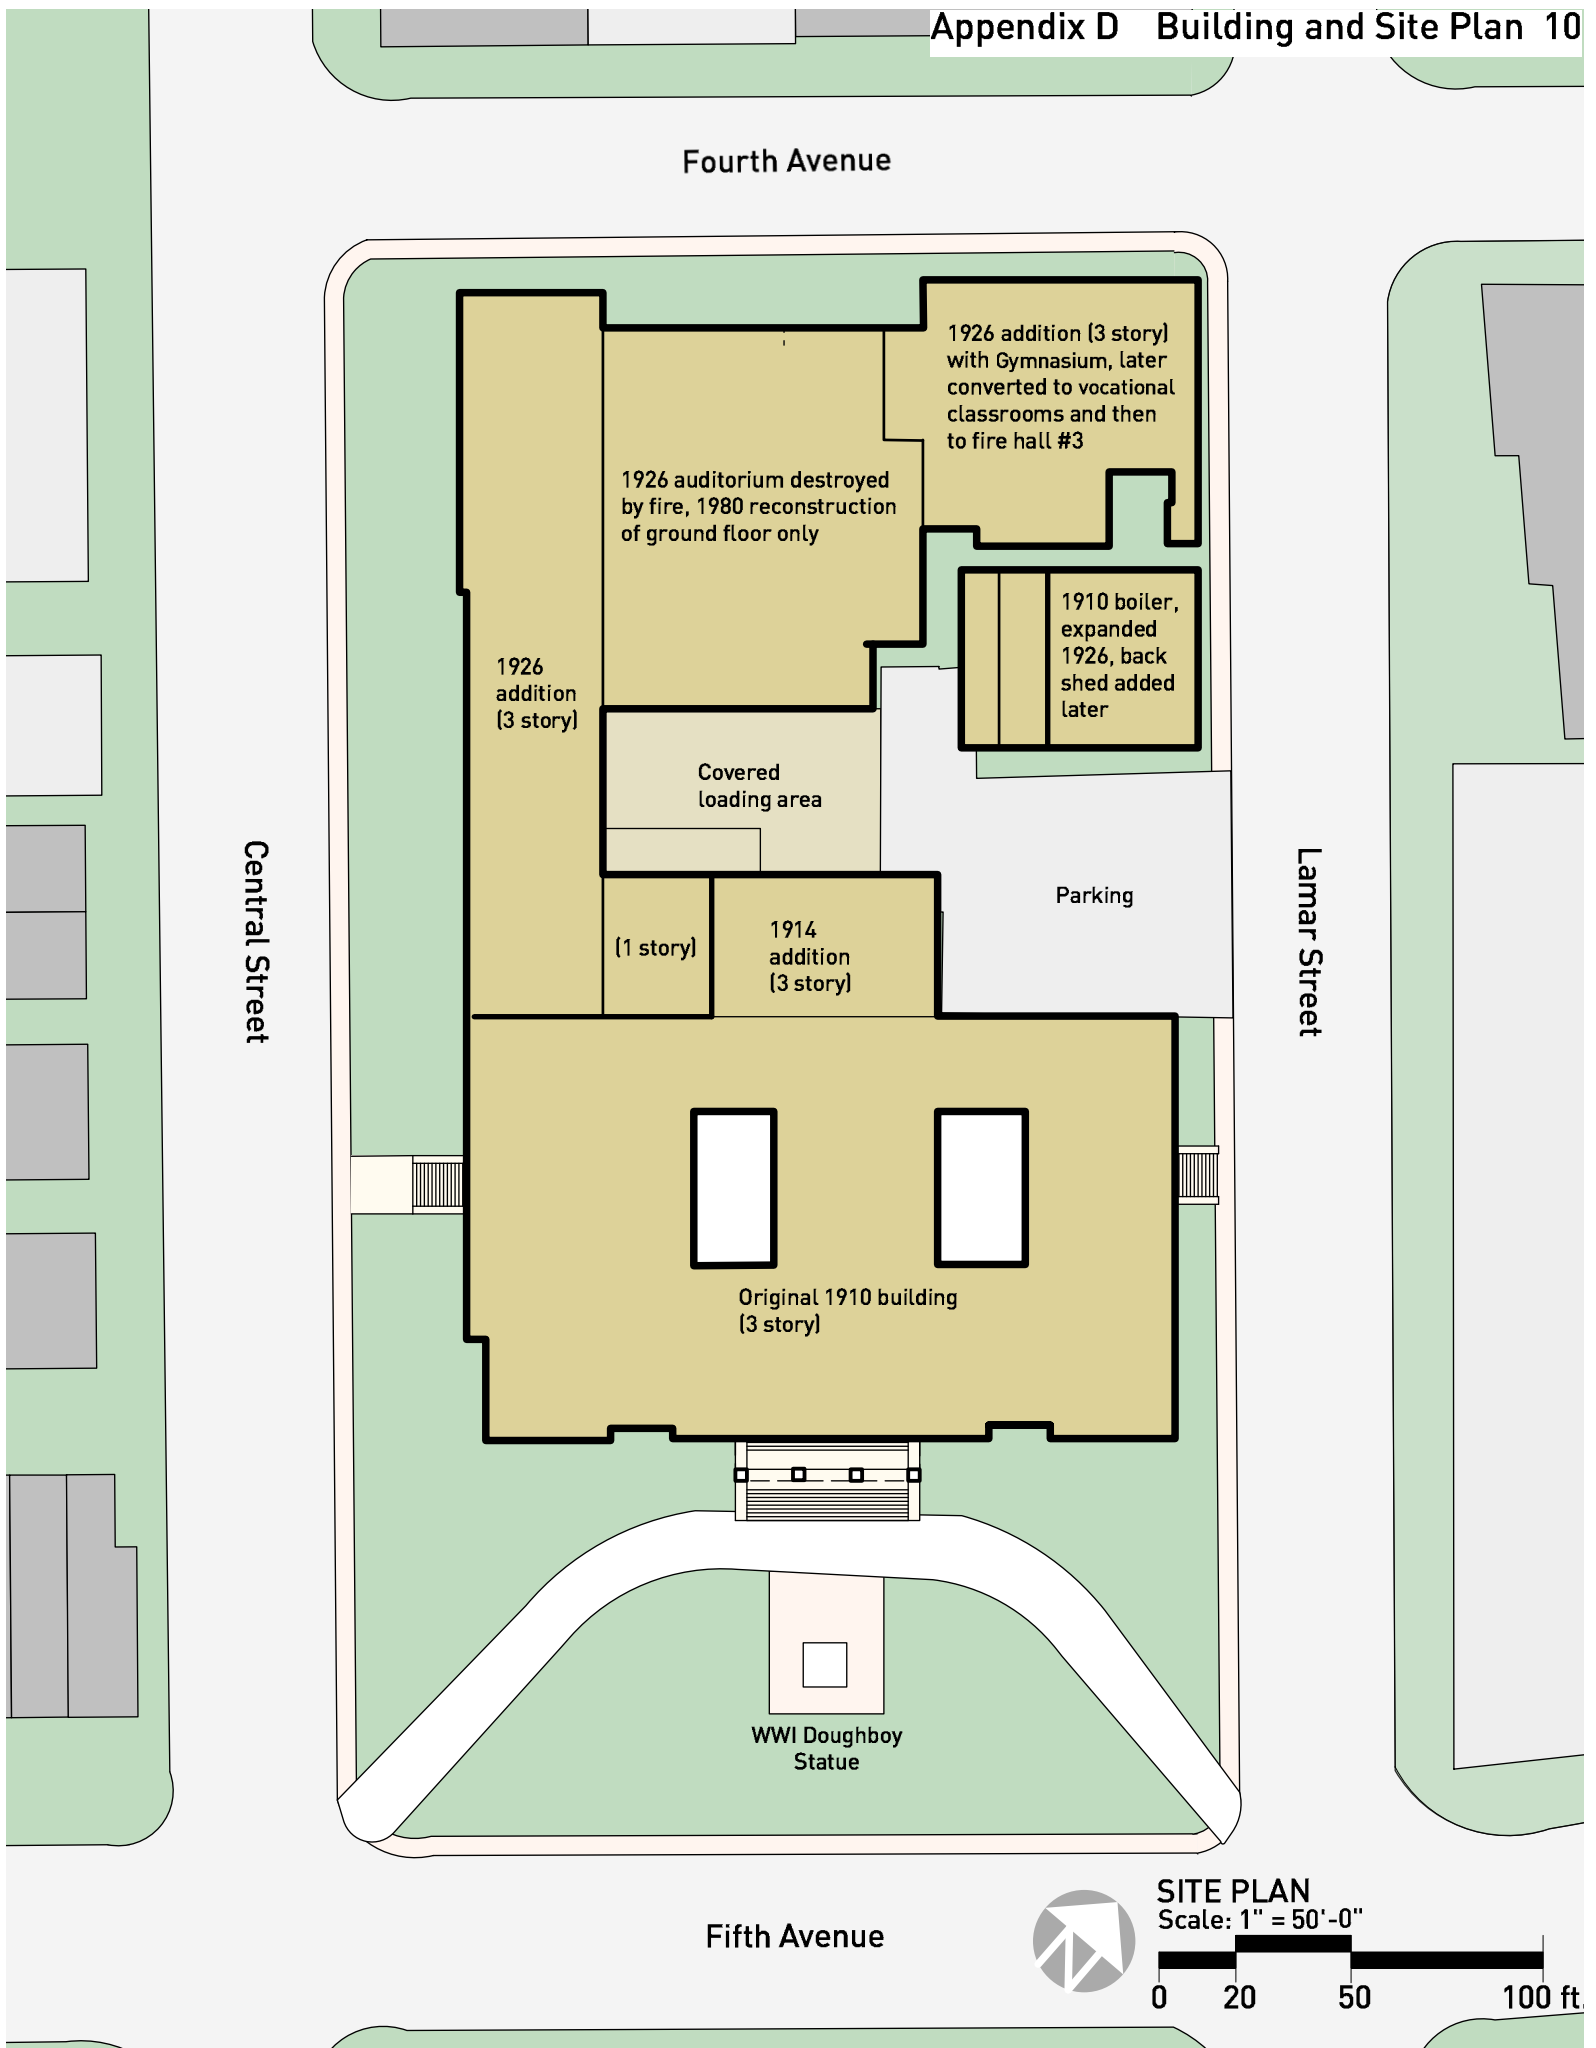 Appendix D Building and Site Plan 10
Fourth Avenue
1926 addition (3 story)
with Gymnasium, later
converted to vocational
classrooms and then
to fire hall #3
1926 auditorium destroyed
by fire, 1980 reconstruction
of ground floor only
1910 boiler,
expanded
1926, back
shed added
later
1926
addition
(3 story)
Covered
loading area
Central Street
Lamar Street
Parking
(1 story)
1914
addition
(3 story)
Original 1910 building
(3 story)
WWI Doughboy
Statue
Fifth Avenue
SITE PLAN
Scale: 1" = 50'-0"
0 20 50 100 ft.